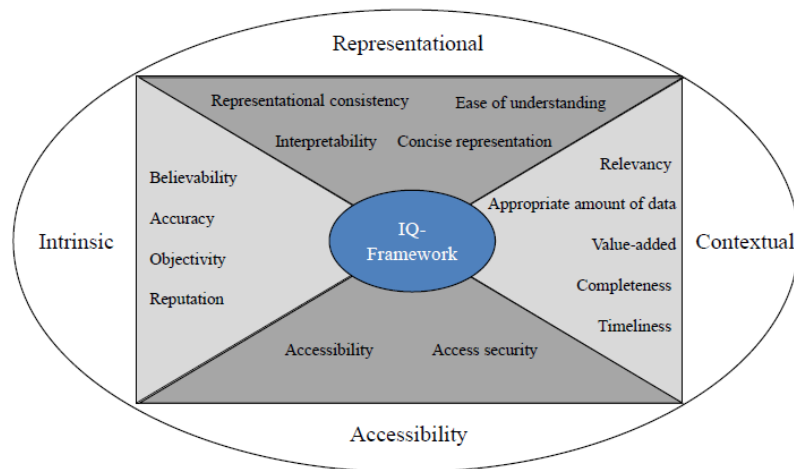 Representational
Representational consistency
Ease of understanding
Interpretability
Concise representation
Intrinsic
Believability
Accuracy
Objectivity
Reputation
IQ-
Framework
Relevancy
Appropriate amount of data
Value-added
Completeness
Timeliness
Contextual
Accessibility
Access security
Accessibility